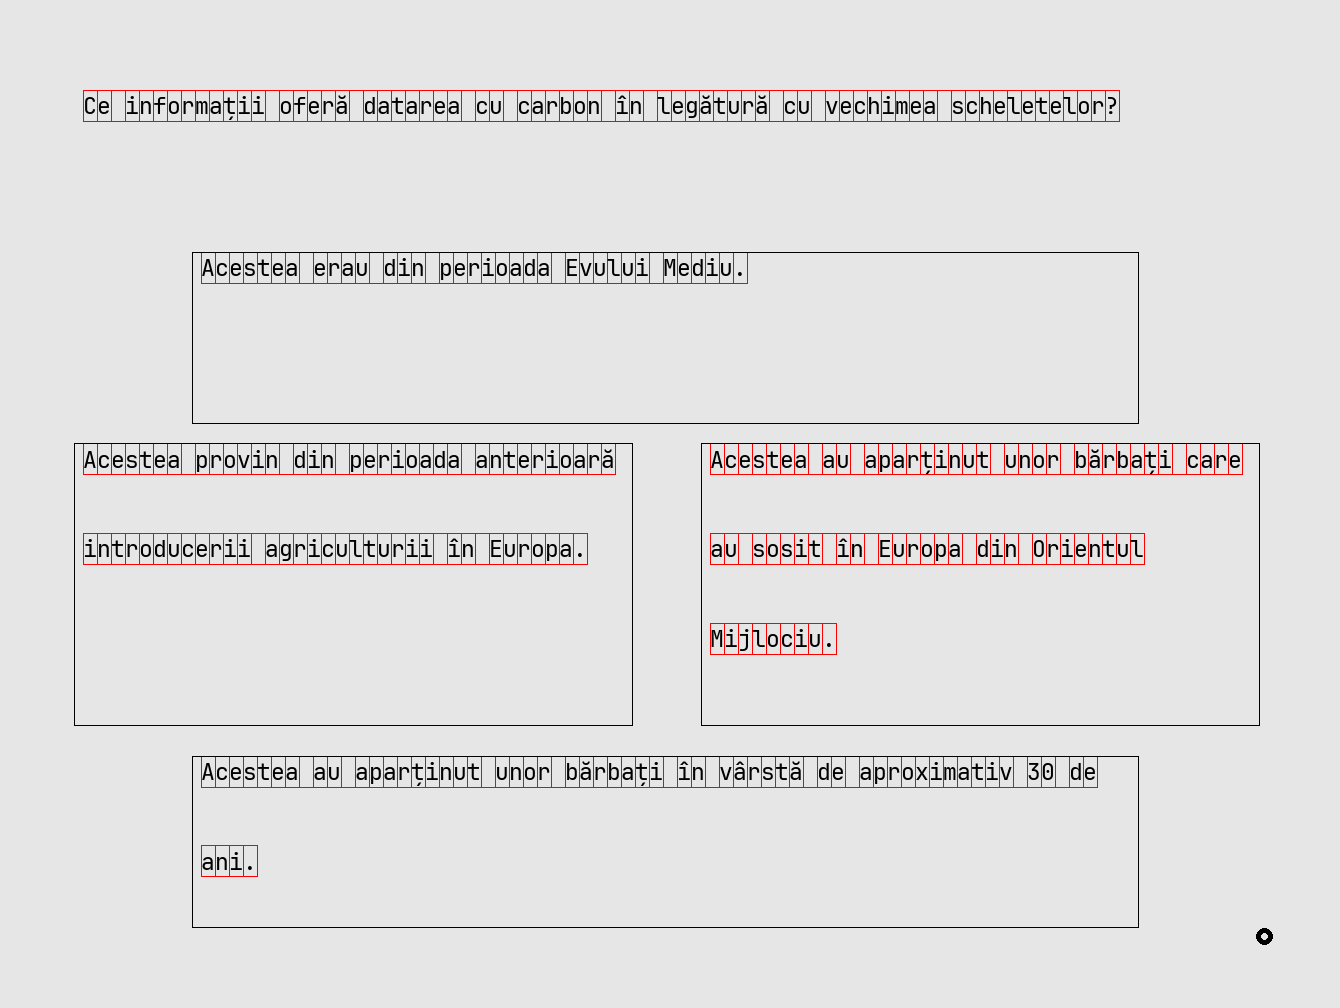 Ce informații oferă datarea cu carbon în legătură cu vechimea scheletelor?
Acestea erau din perioada Evului Mediu.
Acestea provin din perioada anterioară
introducerii agriculturii în Europa.
Acestea au aparținut unor bărbați care
au sosit în Europa din Orientul
Mijlociu.
Acestea au aparținut unor bărbați în vârstă de aproximativ 30 de
ani.